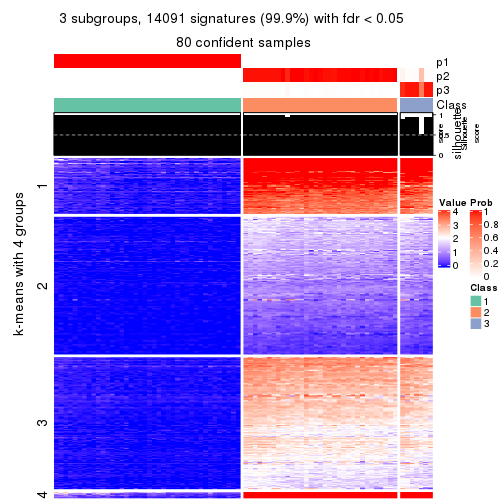 3 subgroups, 14091 signatures (99.9%) with fdr < 0.05
80 confident samples
p1
p2
p3
Class
1
0.5
0
silhouette
score
Silhouette
score
k-means with 4 groups
1
2
3
4
Value
4
3
2
1
0
Prob
1
0.8
0.6
0.4
0.2
0
Class
1
2
3